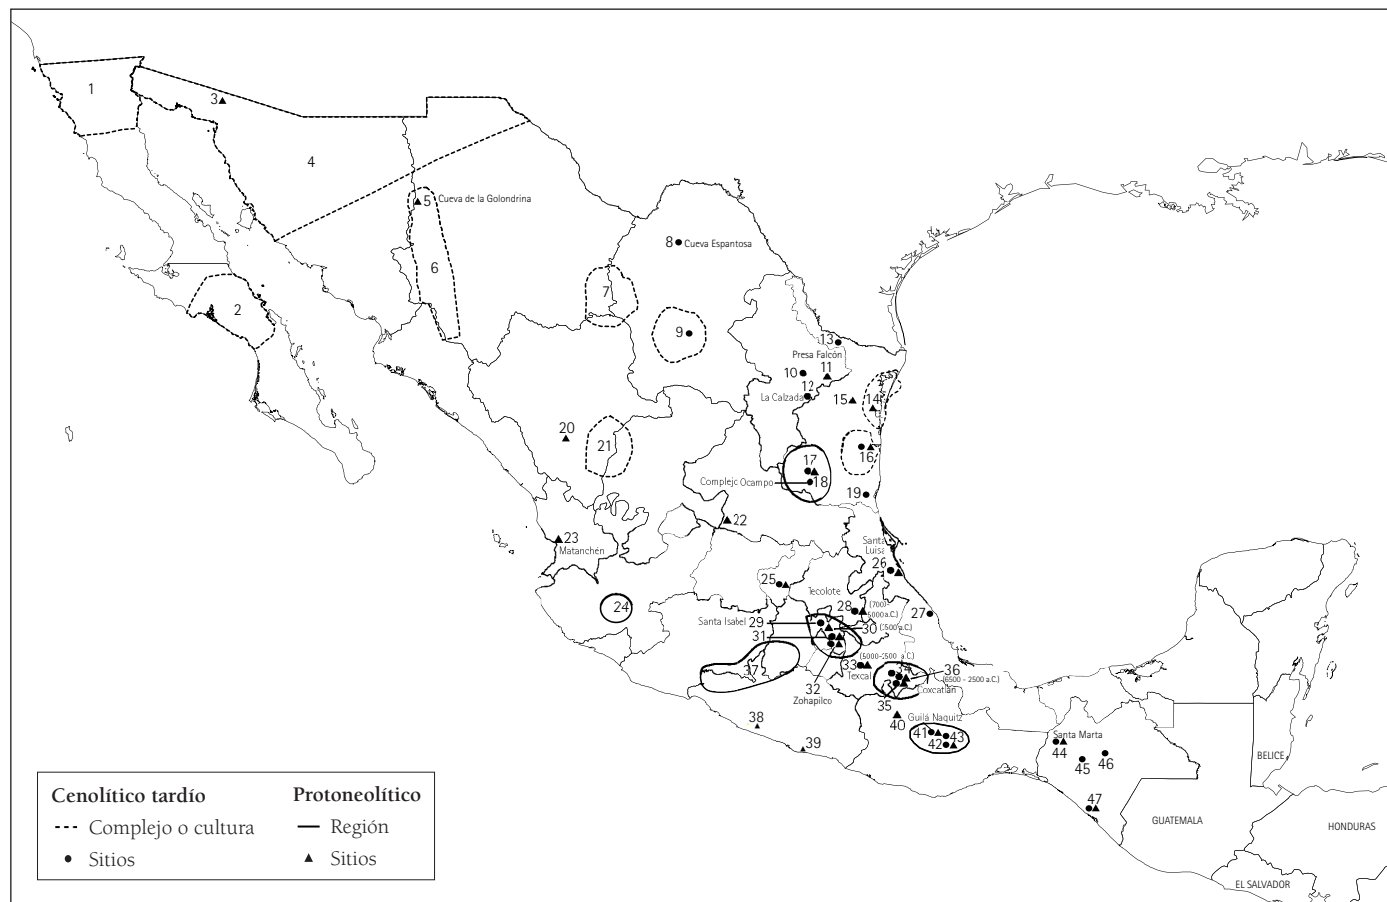 1
3
4
5 Cueva de la Golondrina
8 Cueva Espantosa
6
7
2
9
13
Presa Falcón
10
11
12
La Calzada
15
14
20
21
16
17
Complejo Ocampo
18
19
22
23
Matanchén
Santa
Luisa
26
25
Tecolote
24
28
27
Santa Isabel
29
30
31
(5000-2500 a.C.)
33
Texcal
36
(6500 - 2500 a.C.)
37
32
Zohapilco
Coxcatlán
35
38
40
Guilá Naquitz
41
43
42
39
Santa Marta
44
45
46
BELICE
47
GUATEMALA
HONDURAS
EL SALVADOR
Cenolítico tardío
Complejo o cultura
Sitios
Protoneolítico
Región
Sitios